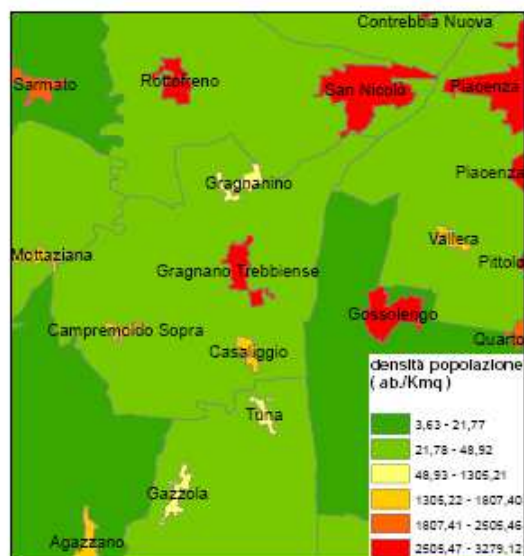 Contrebbia Nuova
Sarmato
Rottofreno
San Nicolò
Piacenza
Piacenza
Gragnanino
Vallera
Mottaziana
Gragnano Trebbiense
Pittolo
Gossolengo
Campremoldo Sopra
Quarto
Casaliggio
Tuna
Gazzola
Agazzano
densità popolazione
( ab./Kmq )
3,63 - 21,77
21,78 - 48,92
48,93 - 1305,21
1305,22 - 1807,40
1807,41 - 2505,46
2505,47 - 3279,13